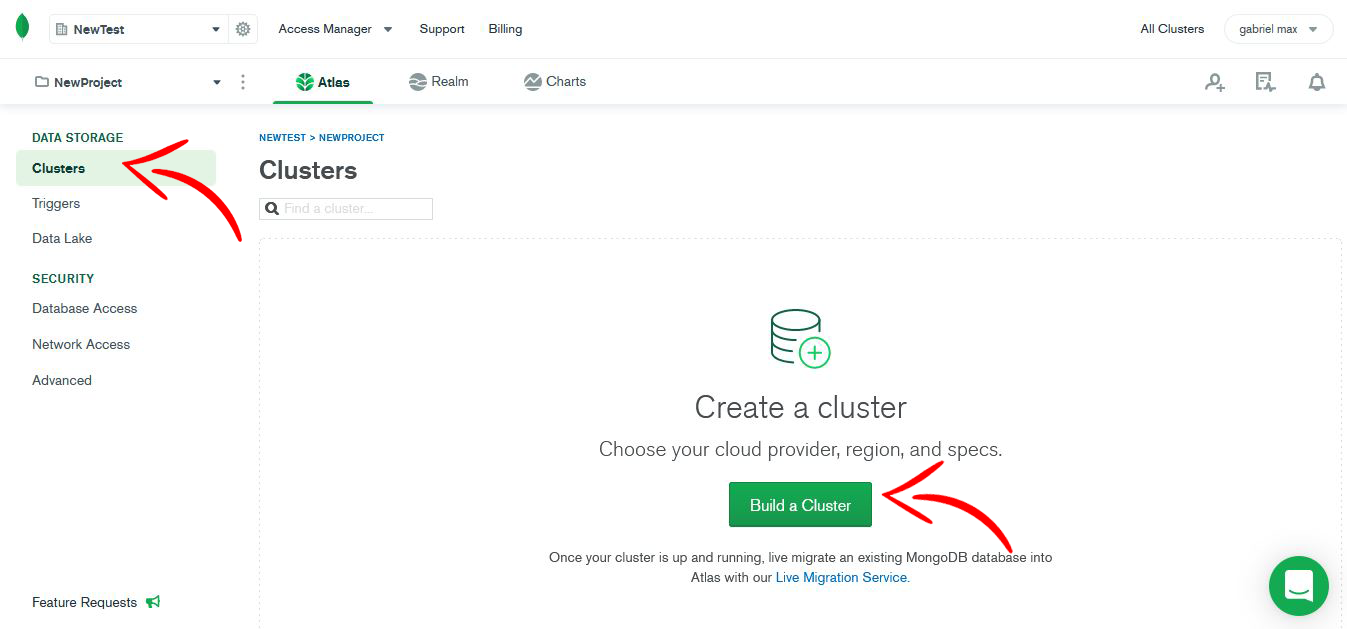 NewTest
Access Manager
Support
Billing
All Clusters
gabriel max
NewProject
Atlas
Realm
Charts
DATA STORAGE
Clusters
Triggers
Data Lake
SECURITY
Database Access
Network Access
Advanced
Feature Requests
NEWTEST > NEWPROJECT
Clusters
Find a cluster...
Create a cluster
Choose your cloud provider, region, and specs.
Build a Cluster
Once your cluster is up and running, live migrate an existing MongoDB database into
Atlas with our Live Migration Service.